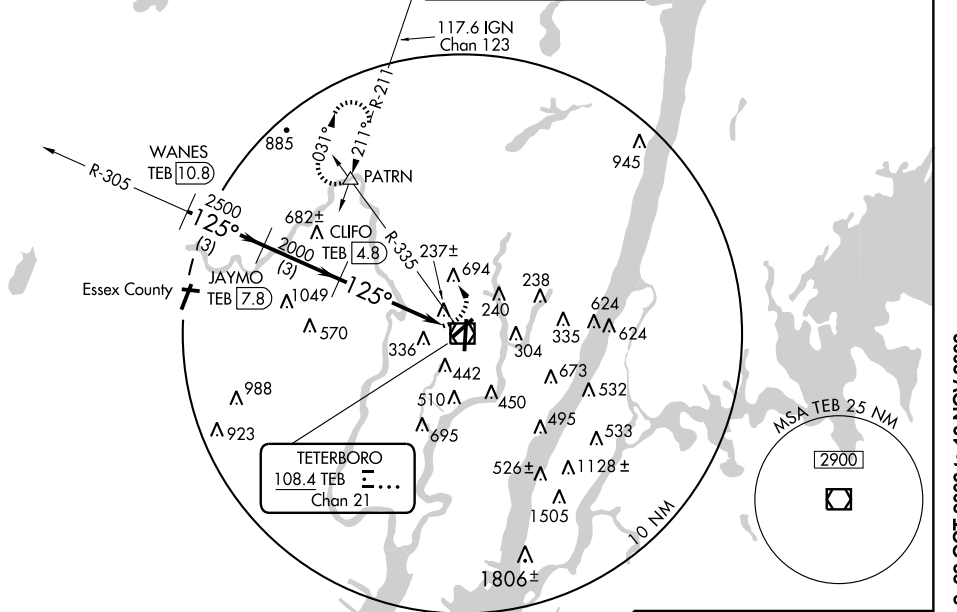 117.6 IGN
Chan 123
R-211
211°
031°
885
945
WANES
TEB 10.8
R-305
PATRN
2500
125°
(3)
682±
CLIFO
TEB 4.8
R-335
2000
(3)
237±
694
238
240
JAYMO
TEB 7.8
Essex County
1049
125°
624
624
335
304
570
336
442
673
532
988
510
450
923
695
495
533
MSA TEB 25 NM
2900
TETERBORO
108.4 TEB
Chan 21
526±
1128±
1505
10 NM
1806±